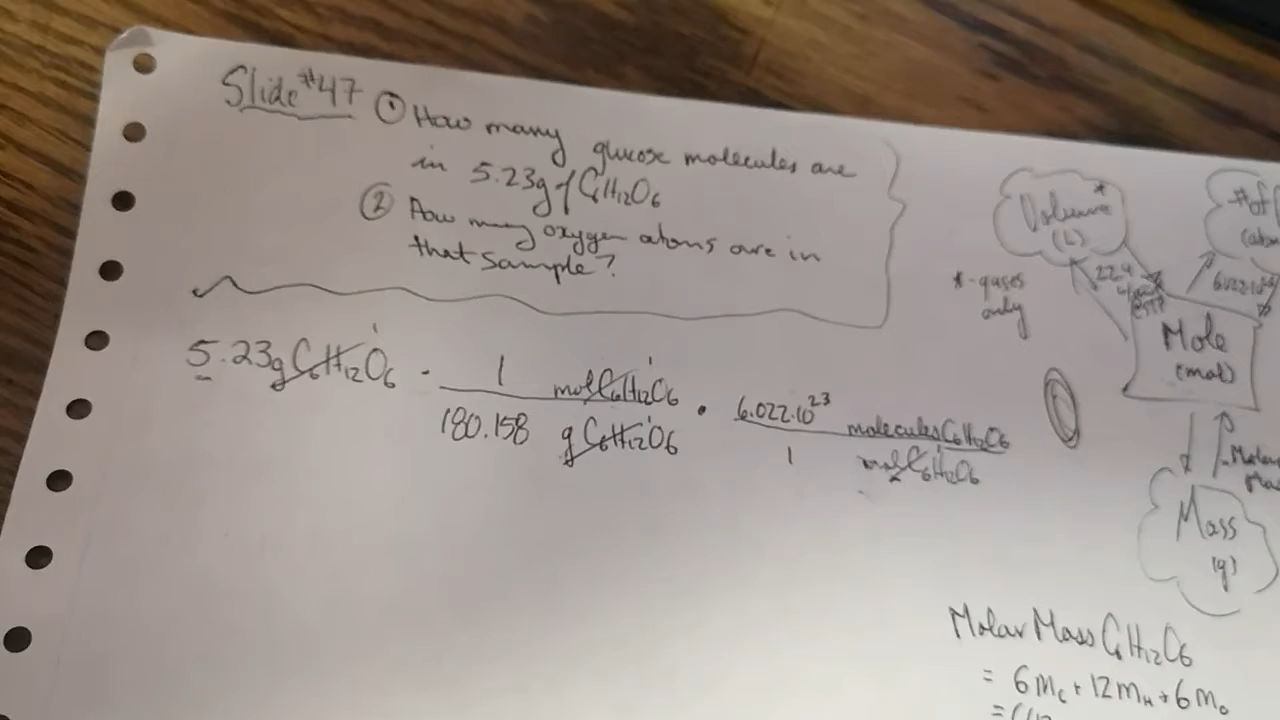 Slide #47 ① How many glucose molecules are
in 5.23g of C6H12O6
② How many oxygen atoms are in
that sample?
5.23g C6H12O6 · 1 mol C6H12O6 / 180.158 g C6H12O6 · 6.022·10^23 molecules C6H12O6 / 1 mol C6H12O6
Volume*
(L)
*-gases
only
22.4
# of
6.022·10^23
Mole
(mol)
Molar
Mass
(g)
Molar Mass C6H12O6
= 6mC + 12mH + 6mO